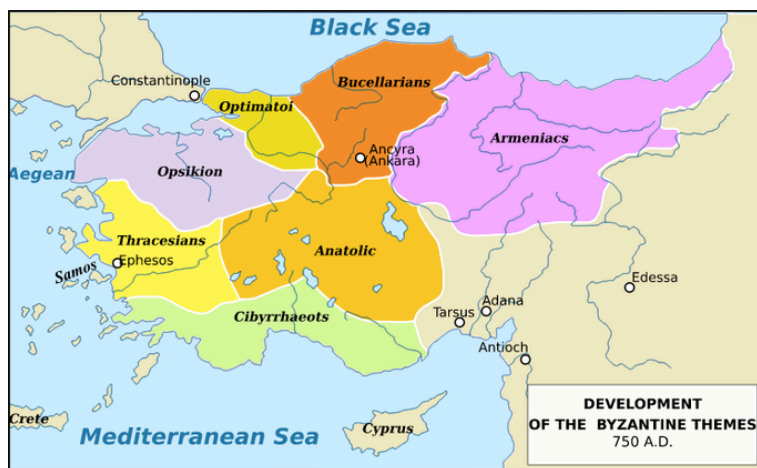 Black Sea
Constantinople
Bucellarians
Optimatoi
Armeniacs
Ancyra
(Ankara)
Aegean
Opsikion
Thracesians
Anatolic
Ephesos
Samos
Edessa
Cibyrrhaeots
Tarsus
Adana
Antioch
Crete
Cyprus
Mediterranean Sea
DEVELOPMENT
OF THE BYZANTINE THEMES
750 A.D.